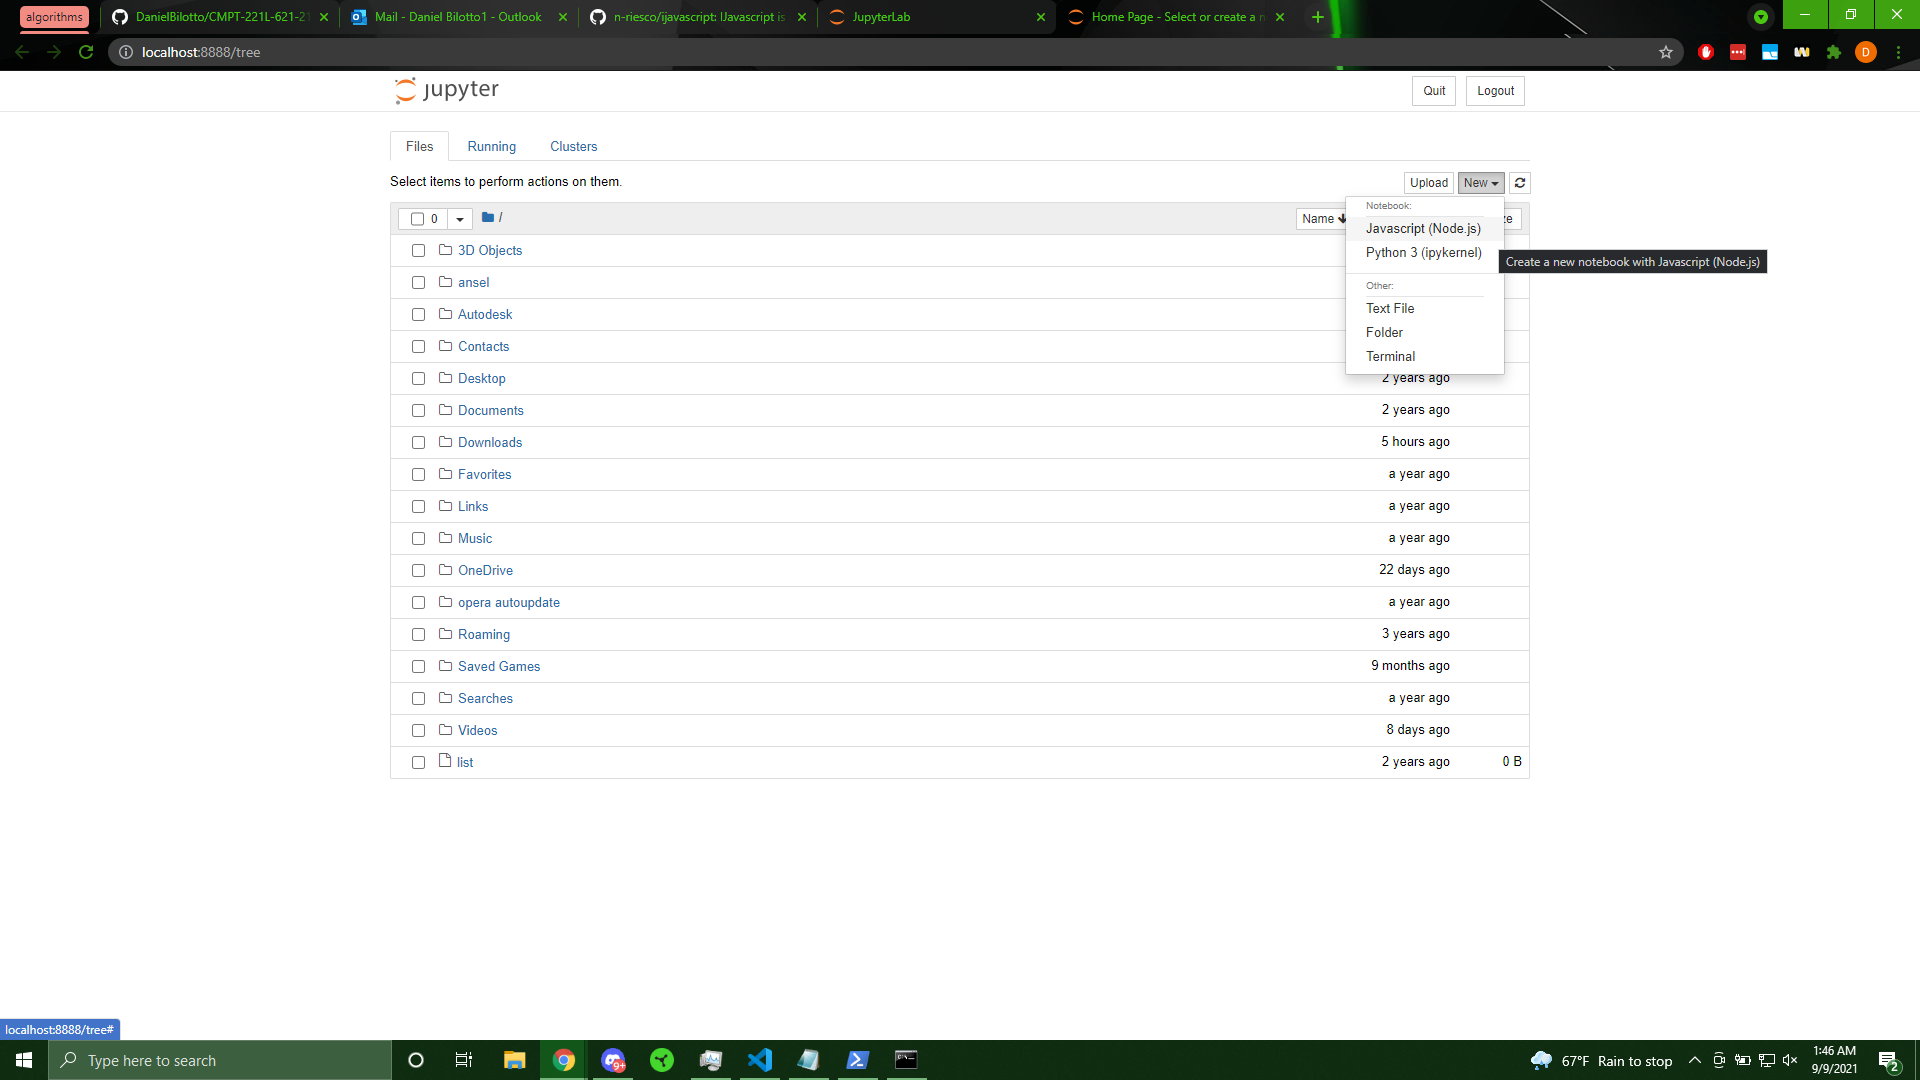 algorithms
DanielBilotto/CMPT-221L-621-21
Mail - Daniel Bilotto1 - Outlook
n-riesco/ijavascript: IJavascript is
JupyterLab
Home Page - Select or create a n
localhost:8888/tree
D
jupyter
Quit
Logout
Files
Running
Clusters
Select items to perform actions on them.
Upload
New
0
/
Name
ze
Notebook:
Javascript (Node.js)
Python 3 (ipykernel)
Create a new notebook with Javascript (Node.js)
Other:
Text File
Folder
Terminal
3D Objects
ansel
Autodesk
Contacts
Desktop
2 years ago
Documents
2 years ago
Downloads
5 hours ago
Favorites
a year ago
Links
a year ago
Music
a year ago
OneDrive
22 days ago
opera autoupdate
a year ago
Roaming
3 years ago
Saved Games
9 months ago
Searches
a year ago
Videos
8 days ago
list
2 years ago
0 B
localhost:8888/tree#
Type here to search
9+
67°F Rain to stop
1:46 AM
9/9/2021
2